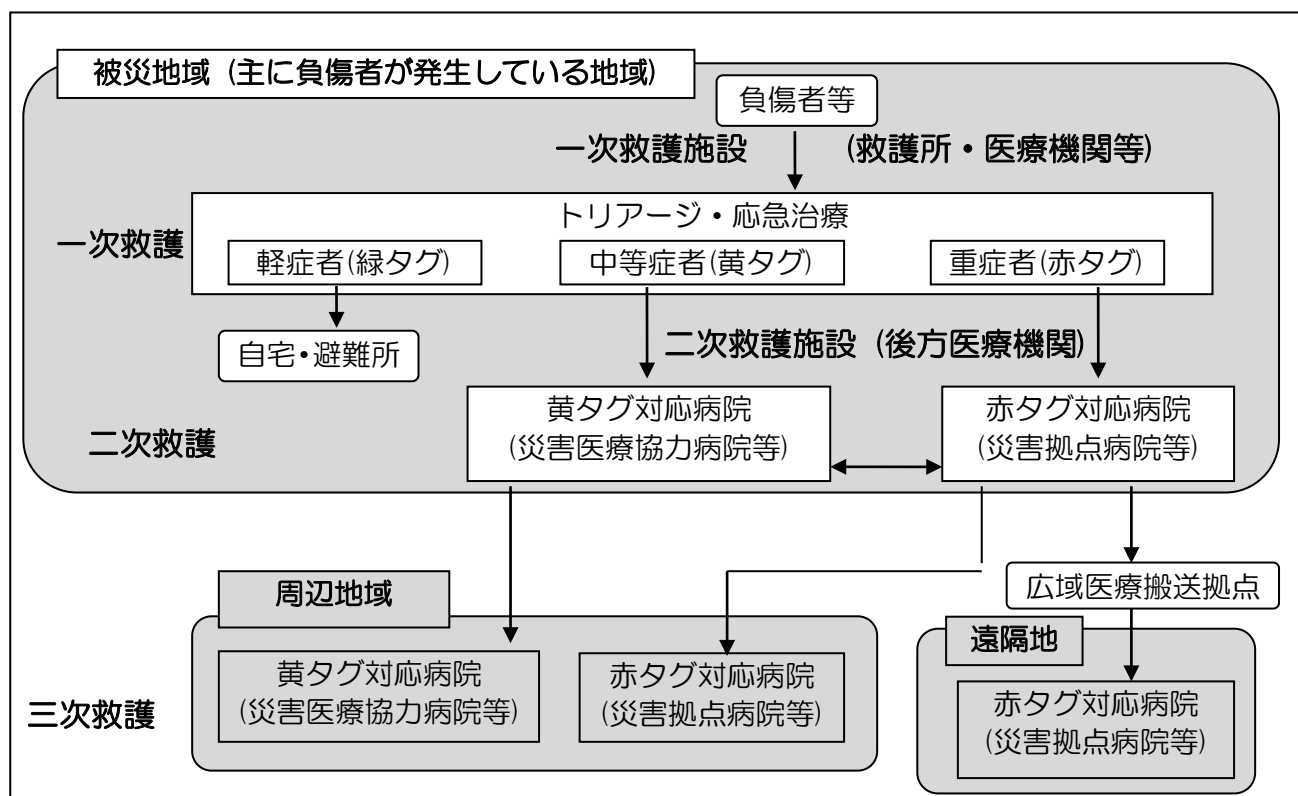 被災地域（主に負傷者が発生している地域）
負傷者等
一次救護施設　（救護所・医療機関等）
トリアージ・応急治療
一次救護
軽症者(緑タグ)　中等症者(黄タグ)　重症者(赤タグ)
自宅・避難所
二次救護施設（後方医療機関）
黄タグ対応病院　赤タグ対応病院
(災害医療協力病院等)　(災害拠点病院等)
二次救護
周辺地域
広域医療搬送拠点
遠隔地
黄タグ対応病院　赤タグ対応病院
(災害医療協力病院等)　(災害拠点病院等)
三次救護
赤タグ対応病院
(災害拠点病院等)